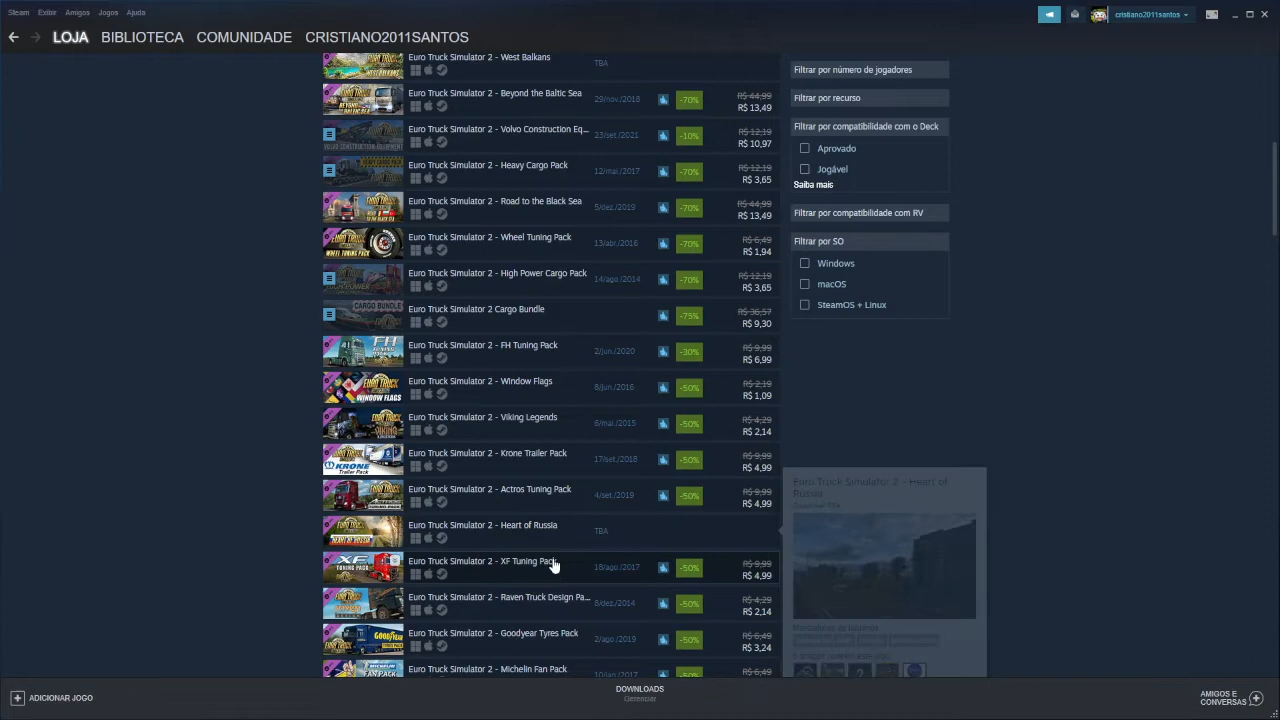 Steam Exibir Amigos Jogos Ajuda
cristiano2011santos
LOJA BIBLIOTECA COMUNIDADE CRISTIANO2011SANTOS
Euro Truck Simulator 2 - West Balkans
TBA
Euro Truck Simulator 2 - Beyond the Baltic Sea 29/nov./2018 -70% R$ 44,99
R$ 13,49
Euro Truck Simulator 2 - Volvo Construction Eq... 23/set./2021 -10% R$ 12,19
R$ 10,97
Euro Truck Simulator 2 - Heavy Cargo Pack 12/mai./2017 -70% R$ 12,19
R$ 3,65
Euro Truck Simulator 2 - Road to the Black Sea 5/dez./2019 -70% R$ 44,99
R$ 13,49
Euro Truck Simulator 2 - Wheel Tuning Pack 13/abr./2016 -70% R$ 6,49
R$ 1,94
Euro Truck Simulator 2 - High Power Cargo Pack 14/ago./2014 -70% R$ 12,19
R$ 3,65
Euro Truck Simulator 2 Cargo Bundle -75% R$ 36,57
R$ 9,30
Euro Truck Simulator 2 - FH Tuning Pack 2/jun./2020 -30% R$ 9,99
R$ 6,99
Euro Truck Simulator 2 - Window Flags 8/jun./2016 -50% R$ 2,19
R$ 1,09
Euro Truck Simulator 2 - Viking Legends 6/mai./2015 -50% R$ 4,29
R$ 2,14
Euro Truck Simulator 2 - Krone Trailer Pack 17/set./2018 -50% R$ 9,99
R$ 4,99
Euro Truck Simulator 2 - Actros Tuning Pack 4/set./2019 -50% R$ 9,99
R$ 4,99
Euro Truck Simulator 2 - Heart of Russia
TBA
Euro Truck Simulator 2 - XF Tuning Pack 18/ago./2017 -50% R$ 9,99
R$ 4,99
Euro Truck Simulator 2 - Raven Truck Design Pa... 8/dez./2014 -50% R$ 4,29
R$ 2,14
Euro Truck Simulator 2 - Goodyear Tyres Pack 2/ago./2019 -50% R$ 6,49
R$ 3,24
Euro Truck Simulator 2 - Michelin Fan Pack 10/jan./2017 -50% R$ 6,49
Filtrar por número de jogadores
Filtrar por recurso
Filtrar por compatibilidade com o Deck
Aprovado
Jogável
Saiba mais
Filtrar por compatibilidade com RV
Filtrar por SO
Windows
macOS
SteamOS + Linux
Euro Truck Simulator 2 - Heart of
Russia
ADICIONAR JOGO
DOWNLOADS
Gerenciar
AMIGOS E
CONVERSAS